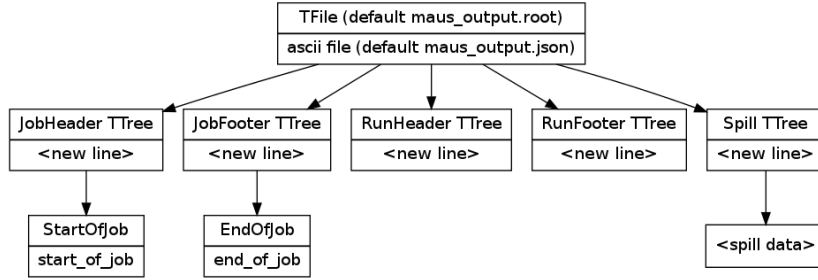 TFile (default maus_output.root)
ascii file (default maus_output.json)
JobHeader TTree
<new line>
JobFooter TTree
<new line>
RunHeader TTree
<new line>
RunFooter TTree
<new line>
Spill TTree
<new line>
StartOfJob
start_of_job
EndOfJob
end_of_job
<spill data>